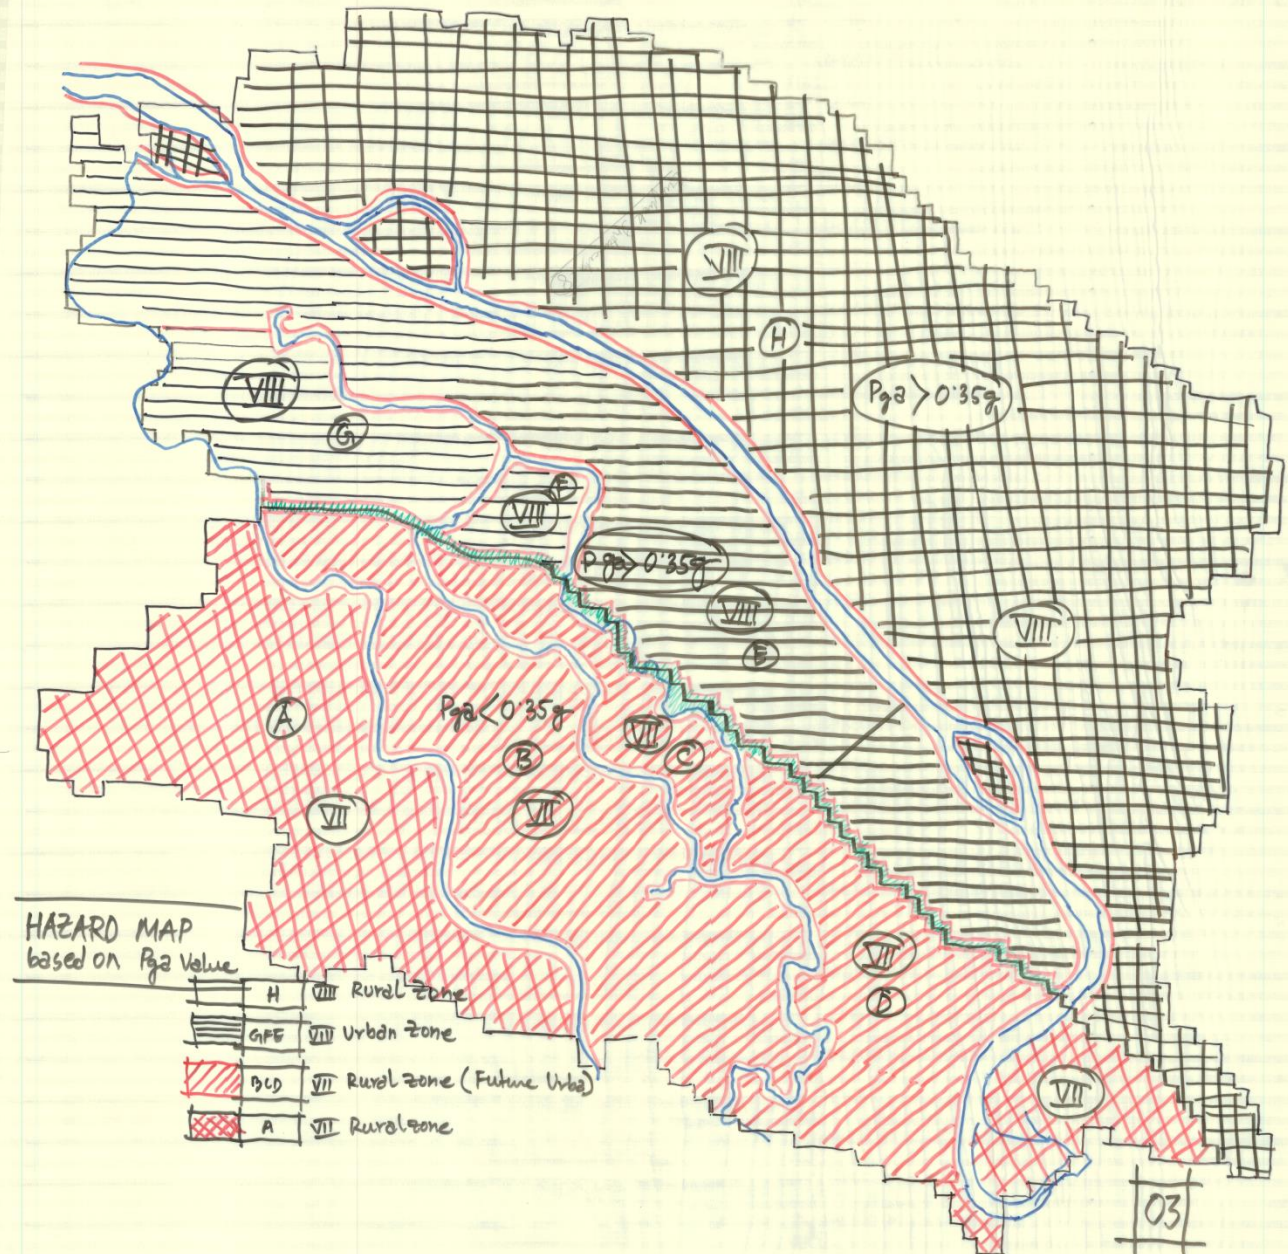 VIII
H
Pga > 0.35g
VIII
G
F
VIII
Pga > 0.35g
VIII
E
VIII
A
Pga < 0.35g
VII
C
B
VII
VII
VII
D
VII
HAZARD MAP
based on Pga Value
H VIII Rural Zone
GFE VIII Urban Zone
BCD VII Rural zone (Future Urba)
A VII Rural zone
03